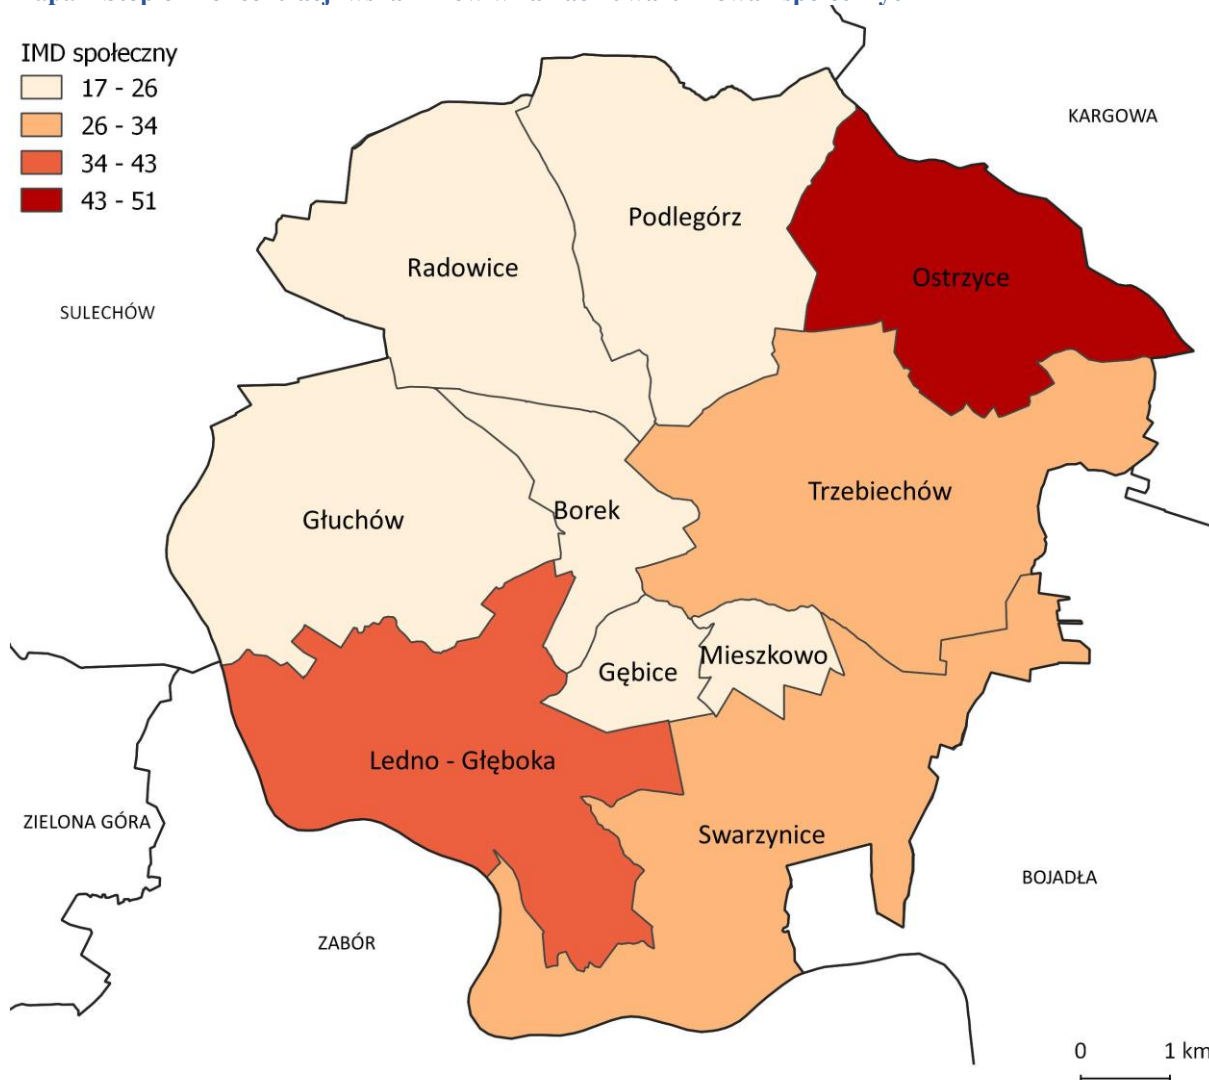 IMD społeczny
17 - 26
26 - 34
34 - 43
43 - 51
KARGOWA
Podlegórz
Radowice
Ostrzyce
SULECHÓW
Trzebiechów
Głuchów
Borek
Gębice
Mieszkowo
Ledno - Głęboka
ZIELONA GÓRA
Swarzynice
BOJADŁA
ZABÓR
0 1 km